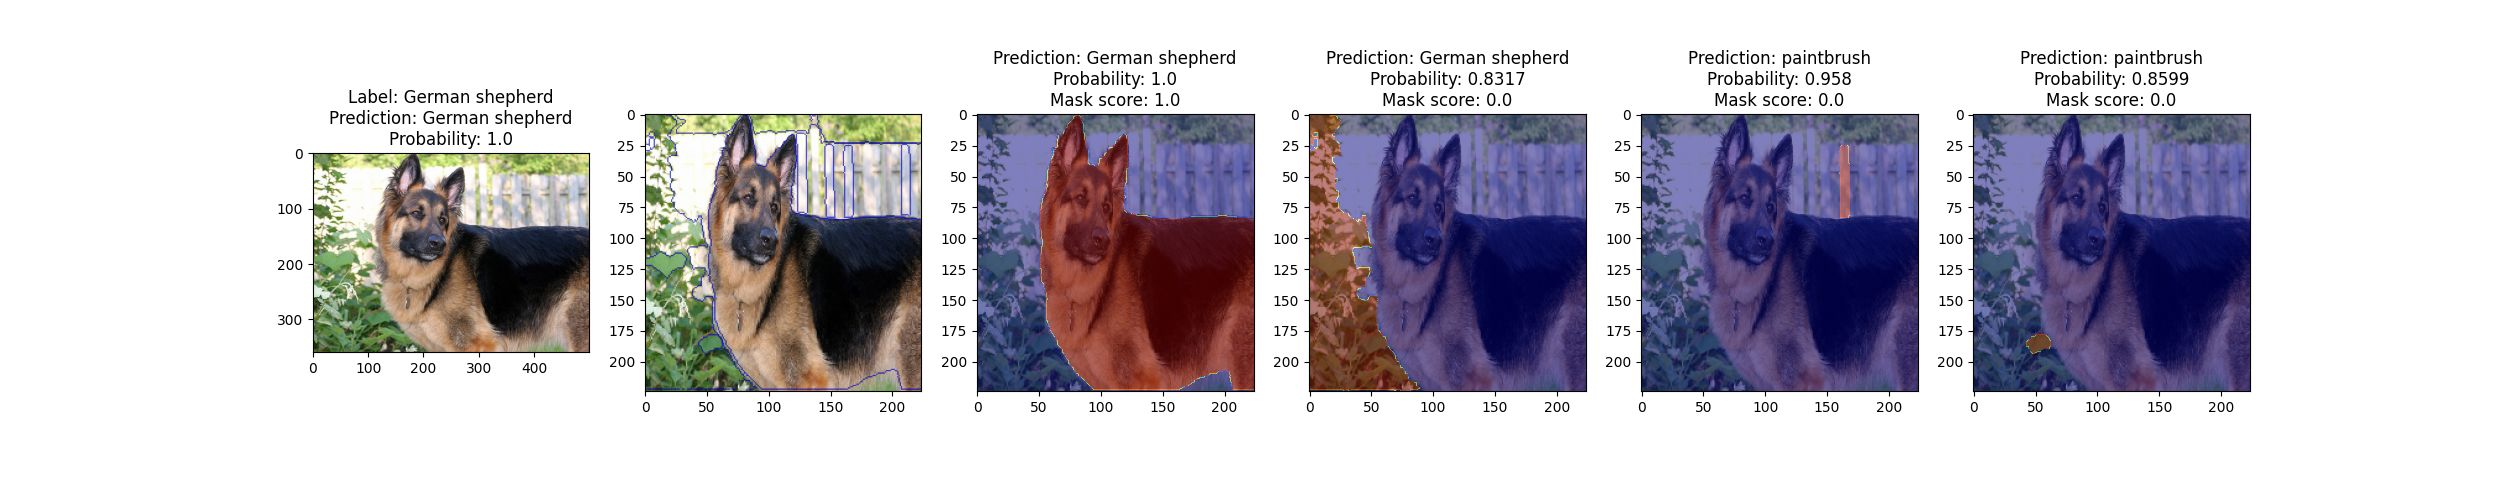 Label: German shepherd
Prediction: German shepherd
Probability: 1.0
0
100
200
300
0 100 200 300 400
0
25
50
75
100
125
150
175
200
0 50 100 150 200
Prediction: German shepherd
Probability: 1.0
Mask score: 1.0
0
25
50
75
100
125
150
175
200
0 50 100 150 200
Prediction: German shepherd
Probability: 0.8317
Mask score: 0.0
0
25
50
75
100
125
150
175
200
0 50 100 150 200
Prediction: paintbrush
Probability: 0.958
Mask score: 0.0
0
25
50
75
100
125
150
175
200
0 50 100 150 200
Prediction: paintbrush
Probability: 0.8599
Mask score: 0.0
0
25
50
75
100
125
150
175
200
0 50 100 150 200